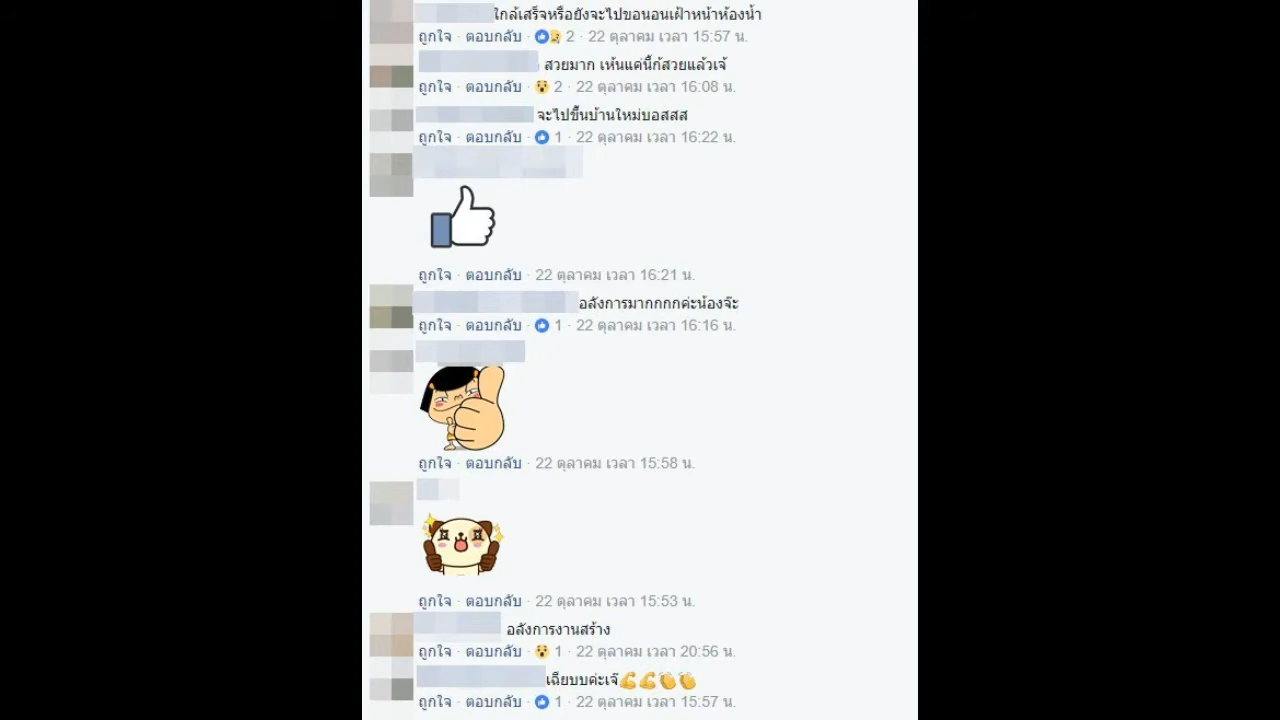 ใกล้เสร็จหรือยังจะไปขอนอนเฝ้าหน้าห้องน้ำ
ถูกใจ · ตอบกลับ · 2 · 22 ตุลาคม เวลา 15:57 น.
สวยมาก เห้นแค่นี้ก้สวยแล้วเจ้
ถูกใจ · ตอบกลับ · 😯 2 · 22 ตุลาคม เวลา 16:08 น.
จะไปขึ้นบ้านใหม่บอสสส
ถูกใจ · ตอบกลับ · 1 · 22 ตุลาคม เวลา 16:22 น.
ถูกใจ · ตอบกลับ · 22 ตุลาคม เวลา 16:21 น.
อลังการมากกกกค่ะน้องจ๊ะ
ถูกใจ · ตอบกลับ · 1 · 22 ตุลาคม เวลา 16:16 น.
ถูกใจ · ตอบกลับ · 22 ตุลาคม เวลา 15:58 น.
ถูกใจ · ตอบกลับ · 22 ตุลาคม เวลา 15:53 น.
อลังการงานสร้าง
ถูกใจ · ตอบกลับ · 😯 1 · 22 ตุลาคม เวลา 20:56 น.
เฉียบบค่ะเจ๊💪💪👏👏
ถูกใจ · ตอบกลับ · 1 · 22 ตุลาคม เวลา 15:57 น.